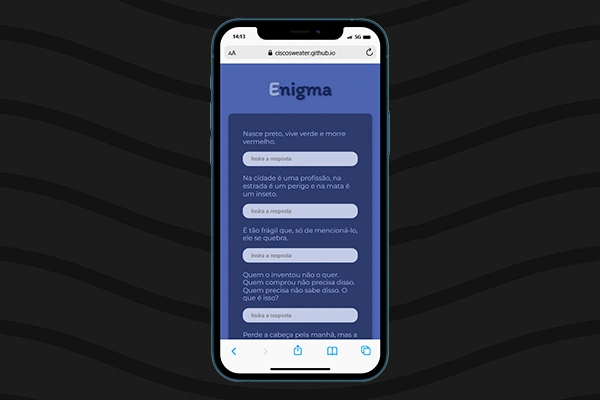 14:13
5G
AA
ciscosweater.github.io
Enigma
Nasce preto, vive verde e morre
vermelho.
Insira a resposta
Na cidade é uma profissão, na
estrada é um perigo e na mata é
um inseto.
Insira a resposta
É tão frágil que, só de mencioná-lo,
ele se quebra.
Insira a resposta
Quem o inventou não o quer.
Quem comprou não precisa disso.
Quem precisa não sabe disso. O
que é isso?
Insira a resposta
Perde a cabeça pela manhã, mas a